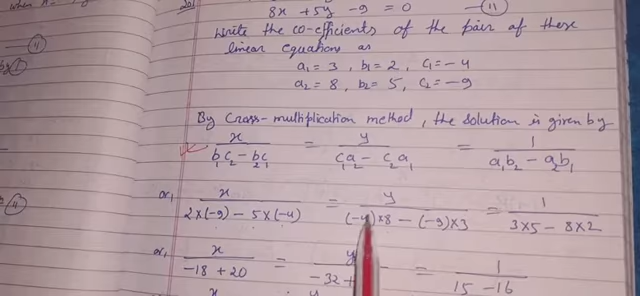 8x + 5y - 9 = 0 — (ii)
Write the co-efficients of the pair of these
linear equations as
a₁ = 3, b₁ = 2, c₁ = -4
a₂ = 8, b₂ = 5, c₂ = -9
By Cross-multiplication method, the solution is given by
x/(b₁c₂ - b₂c₁) = y/(c₁a₂ - c₂a₁) = 1/(a₁b₂ - a₂b₁)
or, x/(2×(-9) - 5×(-4)) = y/((-4)×8 - (-9)×3) = 1/(3×5 - 8×2)
or, x/(-18 + 20) = y/(-32 + = 1/(15 - 16)
x y